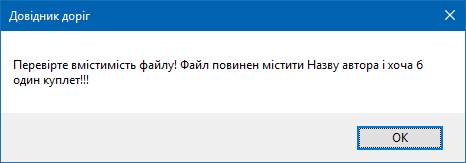 Довідник доріг
Перевірте вмістимість файлу! Файл повинен містити Назву автора і хоча б
один куплет!!!
OK